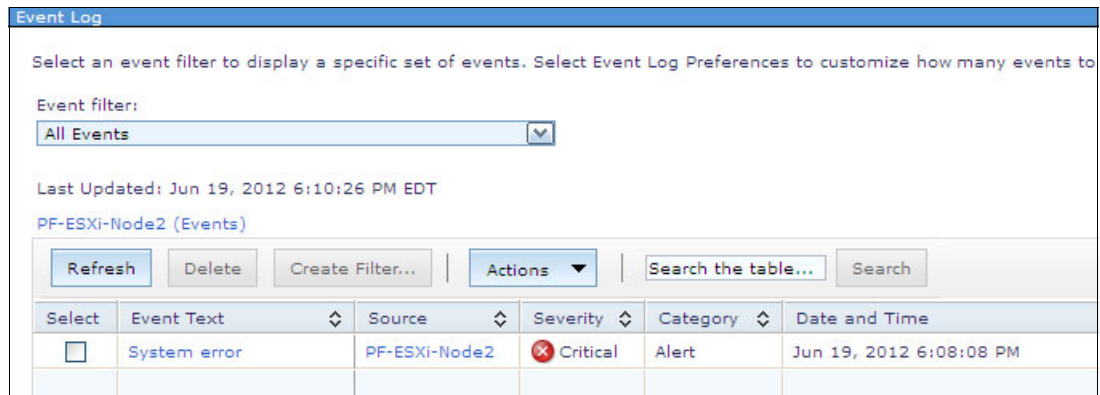 Event Log
Select an event filter to display a specific set of events. Select Event Log Preferences to customize how many events to
Event filter:
All Events
Last Updated: Jun 19, 2012 6:10:26 PM EDT
PF-ESXi-Node2 (Events)
Refresh Delete Create Filter... Actions Search the table... Search
Select Event Text Source Severity Category Date and Time
System error PF-ESXi-Node2 Critical Alert Jun 19, 2012 6:08:08 PM